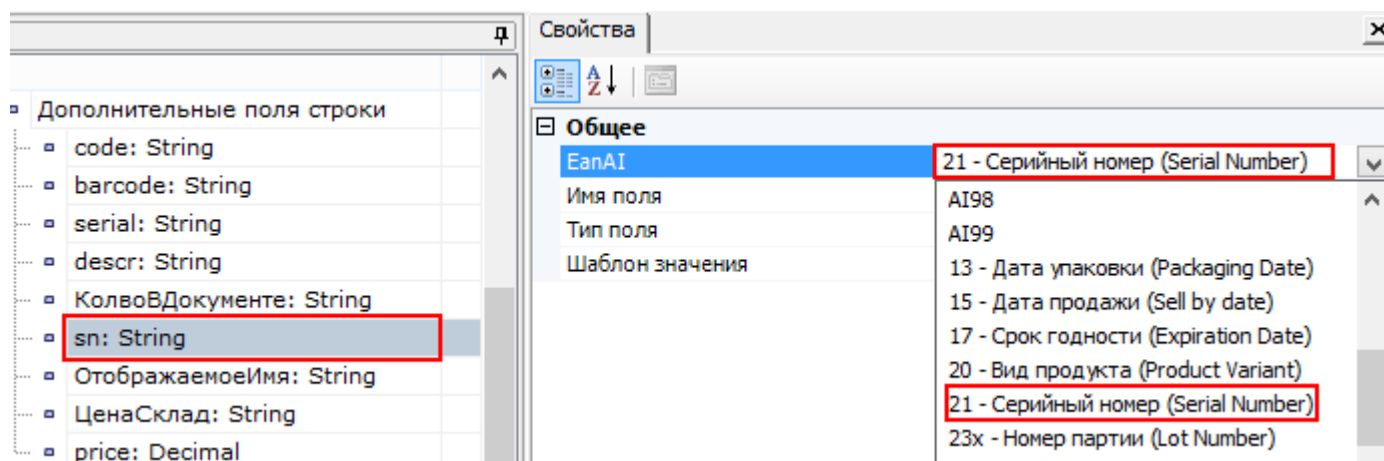 Дополнительные поля строки
code: String
barcode: String
serial: String
descr: String
КолвоВДокументе: String
sn: String
ОтображаемоеИмя: String
ЦенаСклад: String
price: Decimal
Свойства
Общее
EanAI
21 - Серийный номер (Serial Number)
Имя поля
Тип поля
Шаблон значения
AI98
AI99
13 - Дата упаковки (Packaging Date)
15 - Дата продажи (Sell by date)
17 - Срок годности (Expiration Date)
20 - Вид продукта (Product Variant)
21 - Серийный номер (Serial Number)
23x - Номер партии (Lot Number)